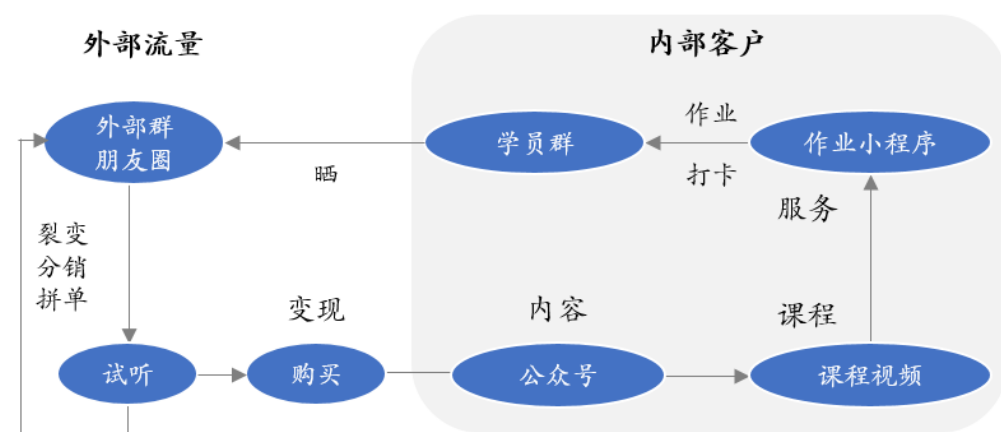 外部流量
内部客户
外部群
朋友圈
晒
学员群
作业
打卡
作业小程序
服务
裂变
分销
拼单
变现
内容
课程
试听
购买
公众号
课程视频